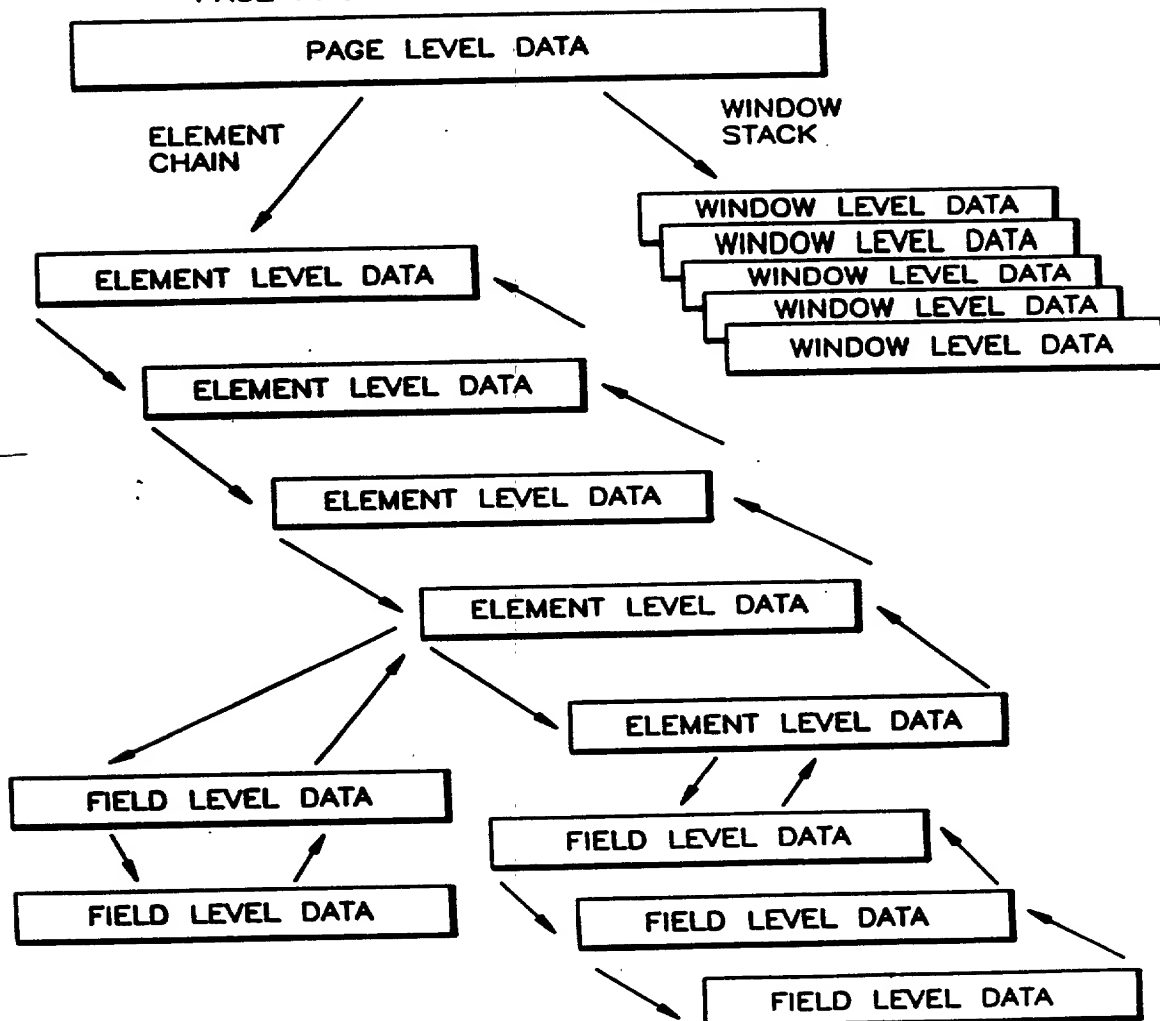 PAGE
PAGE LEVEL DATA
ELEMENT
CHAIN
WINDOW
STACK
WINDOW LEVEL DATA
WINDOW LEVEL DATA
WINDOW LEVEL DATA
WINDOW LEVEL DATA
WINDOW LEVEL DATA
ELEMENT LEVEL DATA
ELEMENT LEVEL DATA
ELEMENT LEVEL DATA
ELEMENT LEVEL DATA
ELEMENT LEVEL DATA
FIELD LEVEL DATA
FIELD LEVEL DATA
FIELD LEVEL DATA
FIELD LEVEL DATA
FIELD LEVEL DATA